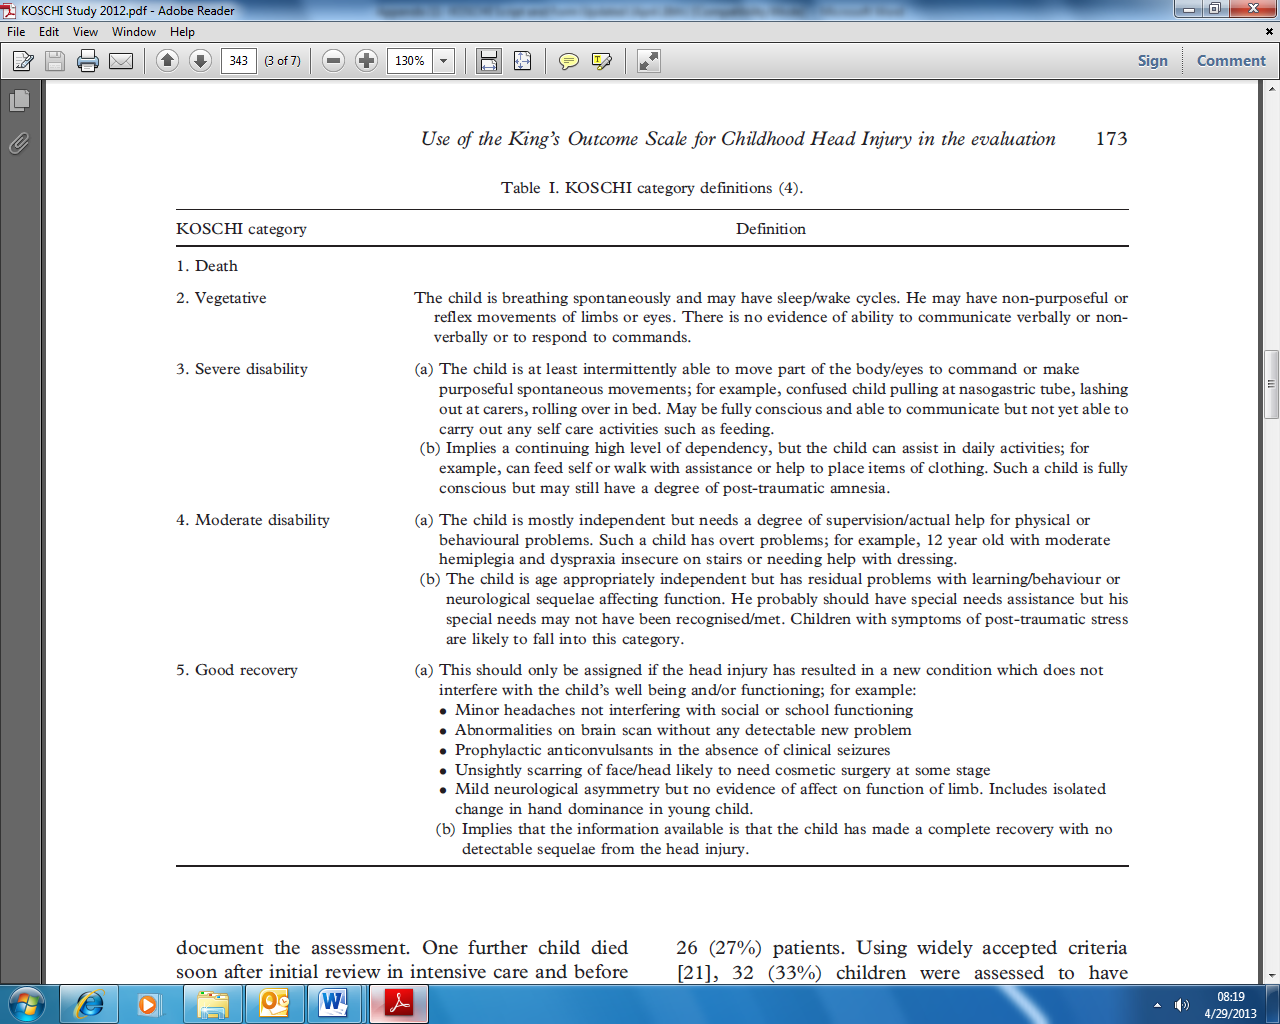 KOSCHI Study 2012.pdf - Adobe Reader
File Edit View Window Help
343 (3 of 7) 130% Sign Comment
Use of the King's Outcome Scale for Childhood Head Injury in the evaluation 173
Table I. KOSCHI category definitions (4).
KOSCHI category Definition
1. Death
2. Vegetative The child is breathing spontaneously and may have sleep/wake cycles. He may have non-purposeful or
reflex movements of limbs or eyes. There is no evidence of ability to communicate verbally or non-
verbally or to respond to commands.
3. Severe disability (a) The child is at least intermittently able to move part of the body/eyes to command or make
purposeful spontaneous movements; for example, confused child pulling at nasogastric tube, lashing
out at carers, rolling over in bed. May be fully conscious and able to communicate but not yet able to
carry out any self care activities such as feeding.
(b) Implies a continuing high level of dependency, but the child can assist in daily activities; for
example, can feed self or walk with assistance or help to place items of clothing. Such a child is fully
conscious but may still have a degree of post-traumatic amnesia.
4. Moderate disability (a) The child is mostly independent but needs a degree of supervision/actual help for physical or
behavioural problems. Such a child has overt problems; for example, 12 year old with moderate
hemiplegia and dyspraxia insecure on stairs or needing help with dressing.
(b) The child is age appropriately independent but has residual problems with learning/behaviour or
neurological sequelae affecting function. He probably should have special needs assistance but his
special needs may not have been recognised/met. Children with symptoms of post-traumatic stress
are likely to fall into this category.
5. Good recovery (a) This should only be assigned if the head injury has resulted in a new condition which does not
interfere with the child's well being and/or functioning; for example:
• Minor headaches not interfering with social or school functioning
• Abnormalities on brain scan without any detectable new problem
• Prophylactic anticonvulsants in the absence of clinical seizures
• Unsightly scarring of face/head likely to need cosmetic surgery at some stage
• Mild neurological asymmetry but no evidence of affect on function of limb. Includes isolated
change in hand dominance in young child.
(b) Implies that the information available is that the child has made a complete recovery with no
detectable sequelae from the head injury.
document the assessment. One further child died
soon after initial review in intensive care and before
26 (27%) patients. Using widely accepted criteria
[21], 32 (33%) children were assessed to have
08:19
4/29/2013